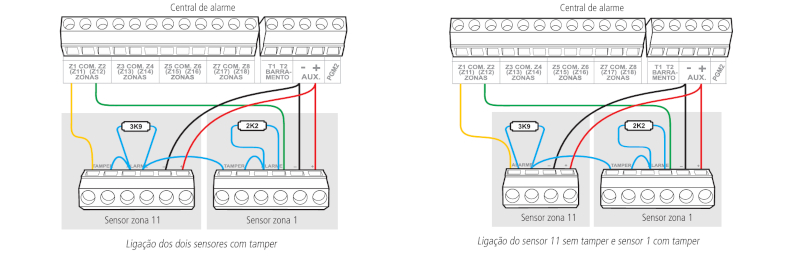 Central de alarme
Z1 COM. Z2 Z3 COM. Z4 Z5 COM. Z6 Z7 COM. Z8 T1 T2 - +
(Z11) (Z12) (Z13) (Z14) (Z15) (Z16) (Z17) (Z18) BARRA- AUX. PGM2
ZONAS ZONAS ZONAS ZONAS MENTO
3K9 2K2
TAMPER ALARME - + TAMPER ALARME - +
Sensor zona 11 Sensor zona 1
Ligação dos dois sensores com tamper
Central de alarme
Z1 COM. Z2 Z3 COM. Z4 Z5 COM. Z6 Z7 COM. Z8 T1 T2 - +
(Z11) (Z12) (Z13) (Z14) (Z15) (Z16) (Z17) (Z18) BARRA- AUX. PGM2
ZONAS ZONAS ZONAS ZONAS MENTO
3K9 2K2
ALARME - + TAMPER ALARME - +
Sensor zona 11 Sensor zona 1
Ligação do sensor 11 sem tamper e sensor 1 com tamper